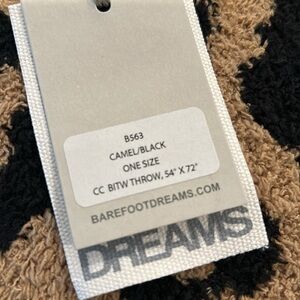 B563
CAMEL/BLACK
ONE SIZE
CC BITW THROW, 54" X 72"
BAREFOOTDREAMS.COM
DREAMS